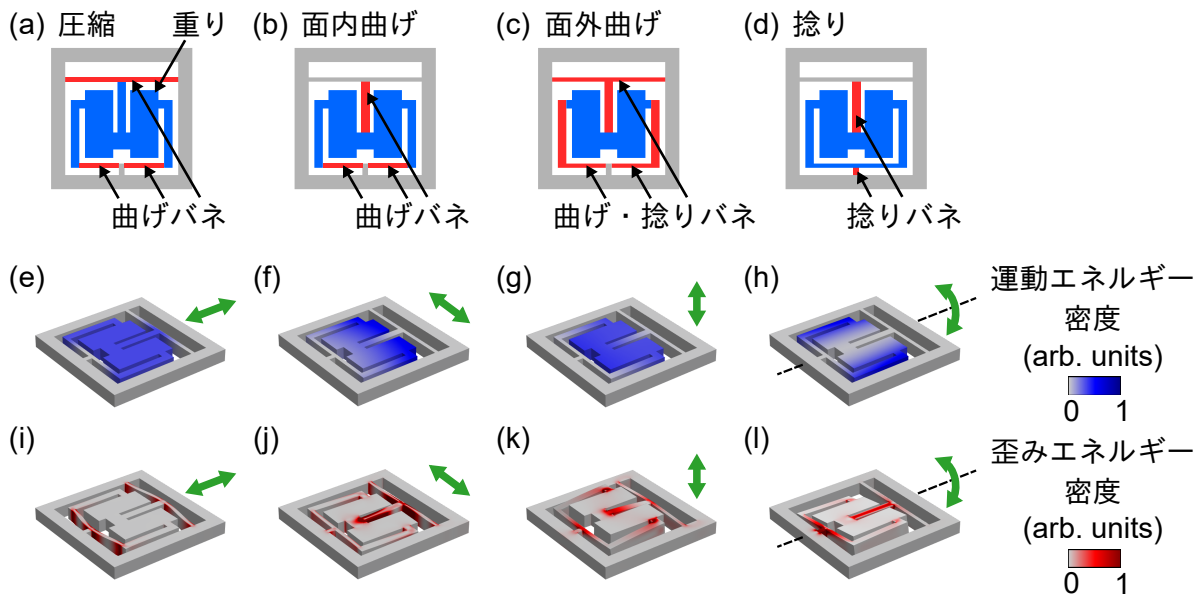 (a) 圧縮 重り
(b) 面内曲げ
(c) 面外曲げ
(d) 捻り
曲げバネ
曲げバネ
曲げ・捻りバネ
捻りバネ
(e)
(f)
(g)
(h)
運動エネルギー
密度
(arb. units)
0 1
(i)
(j)
(k)
(l)
歪みエネルギー
密度
(arb. units)
0 1